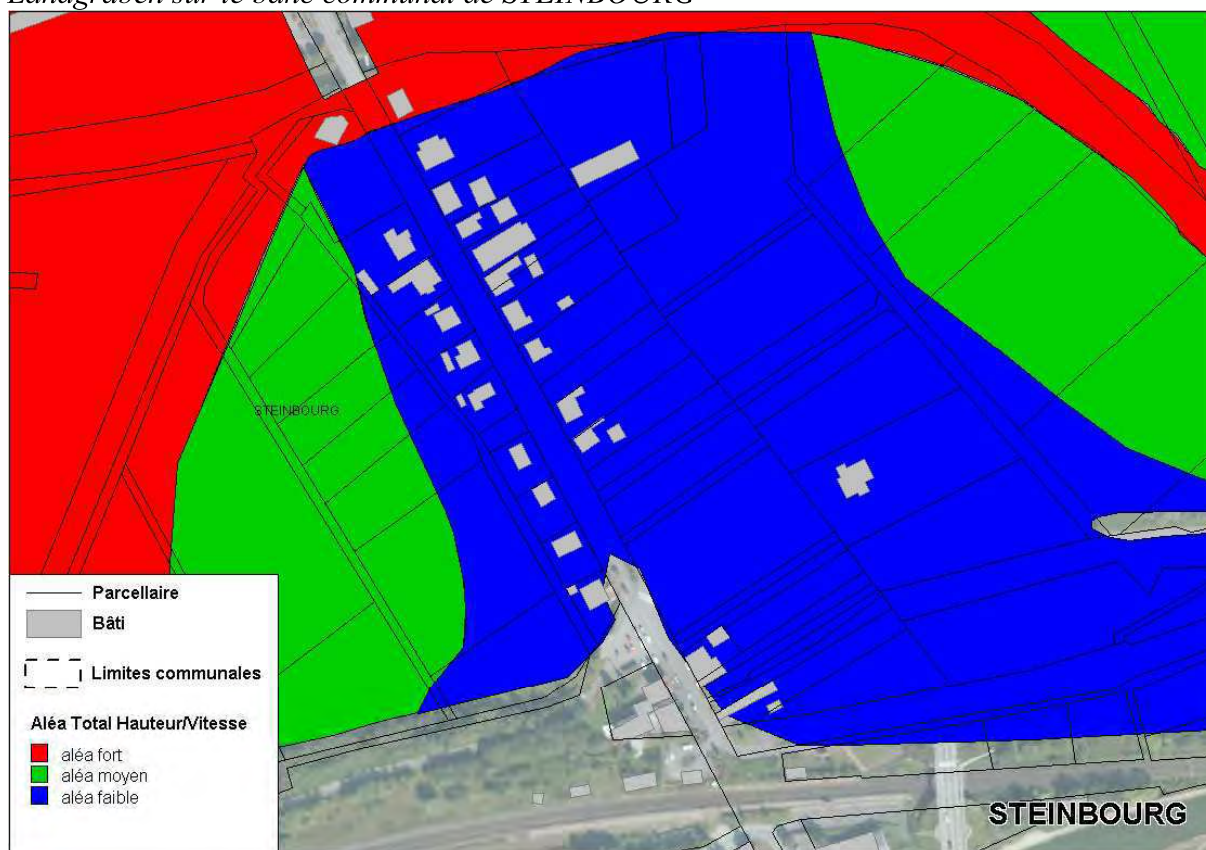 Landgraben sur le banc communal de STEINBOURG
STEINBOURG
Parcellaire
Bâti
Limites communales
Aléa Total Hauteur/Vitesse
aléa fort
aléa moyen
aléa faible
STEINBOURG